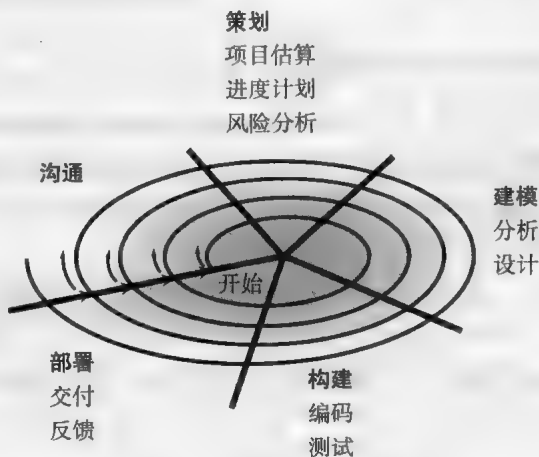 策划
项目估算
进度计划
风险分析
沟通
建模
分析
设计
开始
部署
交付
反馈
构建
编码
测试